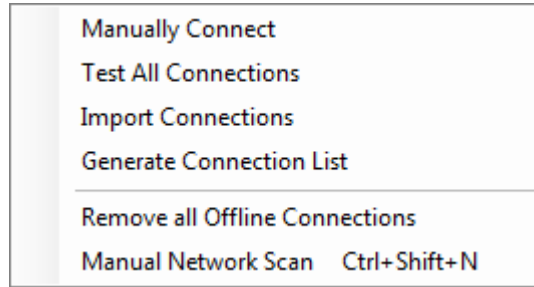 Manually Connect
Test All Connections
Import Connections
Generate Connection List
Remove all Offline Connections
Manual Network Scan Ctrl+Shift+N